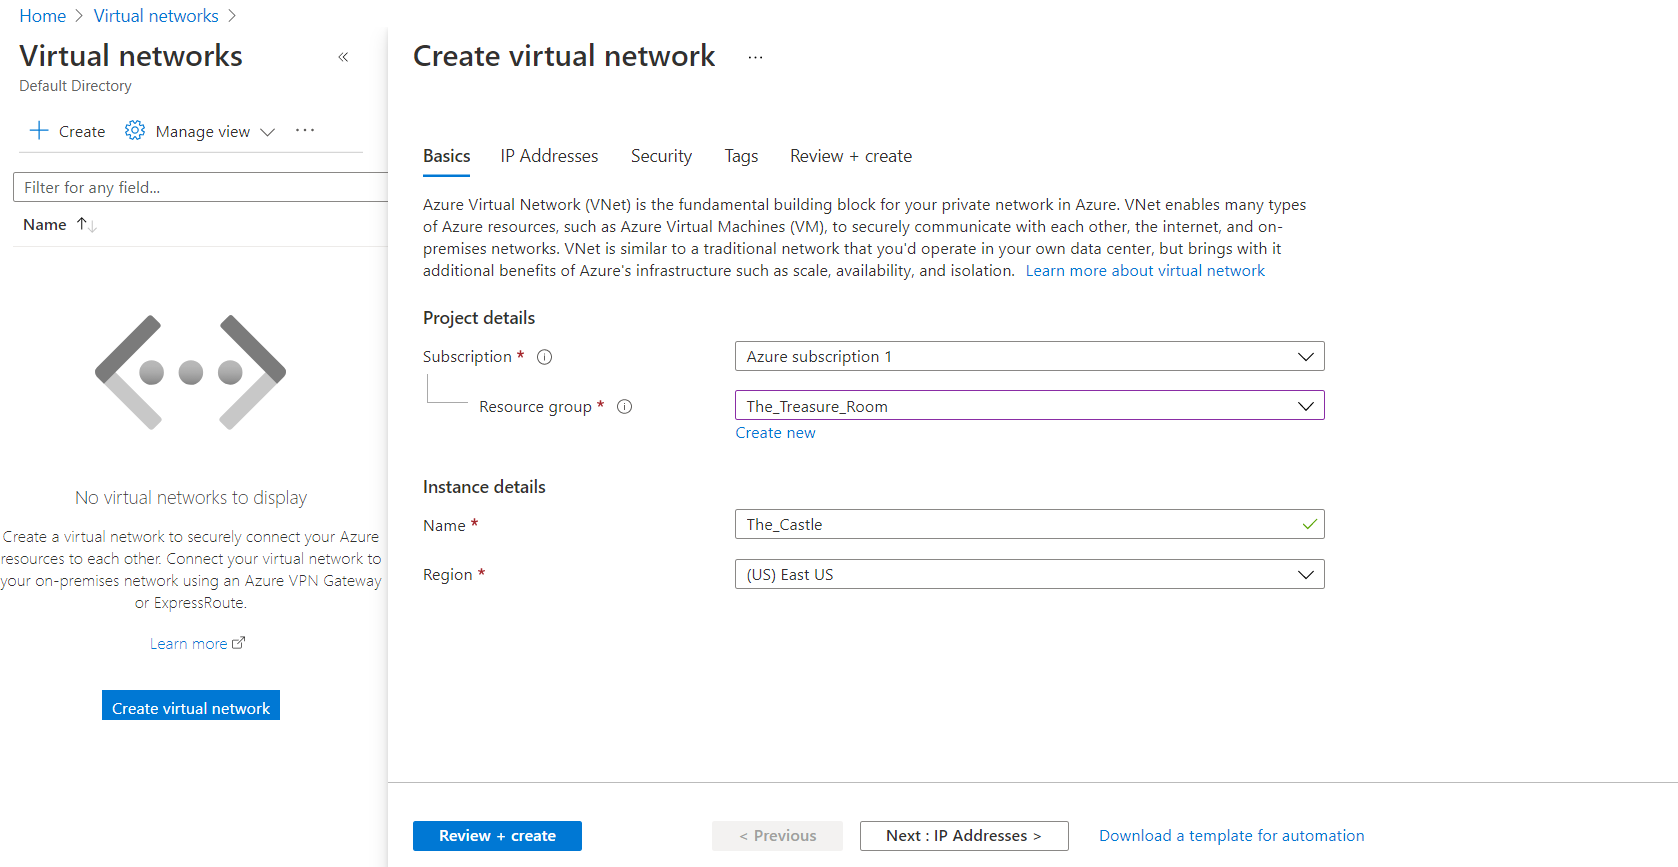 Home > Virtual networks >
Virtual networks «
Default Directory
+ Create Manage view ...
Filter for any field...
Name ↑↓
No virtual networks to display
Create a virtual network to securely connect your Azure
resources to each other. Connect your virtual network to
your on-premises network using an Azure VPN Gateway
or ExpressRoute.
Learn more
Create virtual network
Create virtual network ...
Basics IP Addresses Security Tags Review + create
Azure Virtual Network (VNet) is the fundamental building block for your private network in Azure. VNet enables many types
of Azure resources, such as Azure Virtual Machines (VM), to securely communicate with each other, the internet, and on-
premises networks. VNet is similar to a traditional network that you'd operate in your own data center, but brings with it
additional benefits of Azure's infrastructure such as scale, availability, and isolation. Learn more about virtual network
Project details
Subscription * Azure subscription 1
Resource group * The_Treasure_Room
Create new
Instance details
Name * The_Castle
Region * (US) East US
Review + create < Previous Next : IP Addresses > Download a template for automation